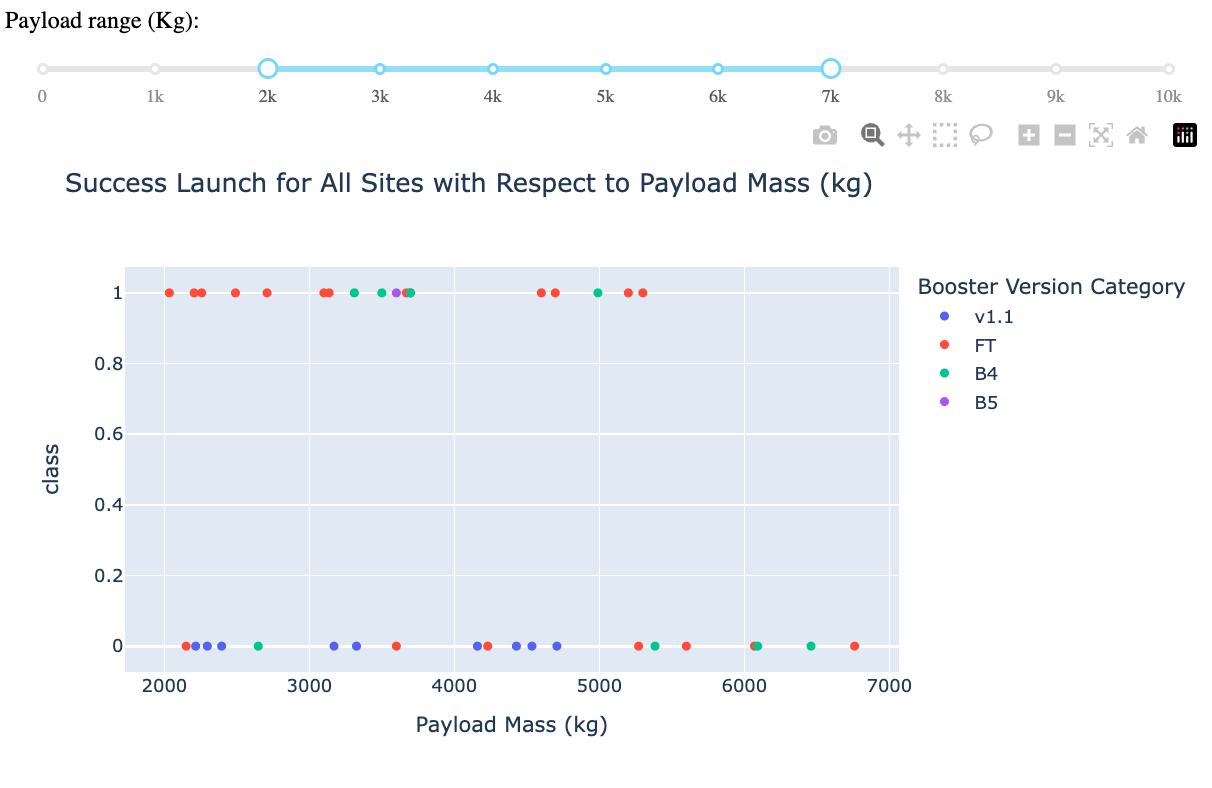 Payload range (Kg):
0 1k 2k 3k 4k 5k 6k 7k 8k 9k 10k
Success Launch for All Sites with Respect to Payload Mass (kg)
Booster Version Category
v1.1
FT
B4
B5
class
1
0.8
0.6
0.4
0.2
0
2000 3000 4000 5000 6000 7000
Payload Mass (kg)